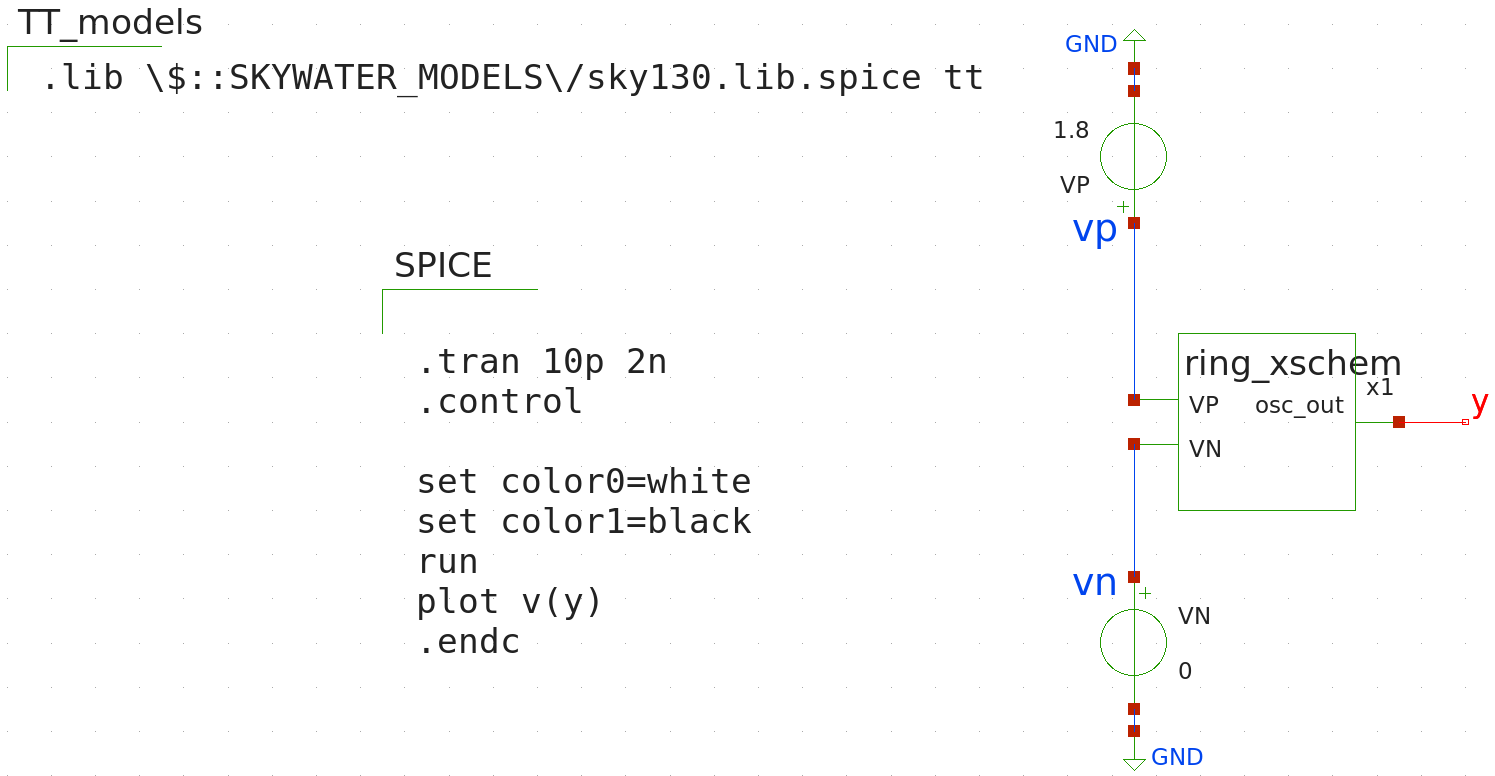 TT_models
.lib \$::SKYWATER_MODELS\/sky130.lib.spice tt
SPICE
.tran 10p 2n
.control
set color0=white
set color1=black
run
plot v(y)
.endc
GND
1.8
VP
+
vp
ring_xschem
x1
VP osc_out
y
VN
vn
+
VN
0
GND